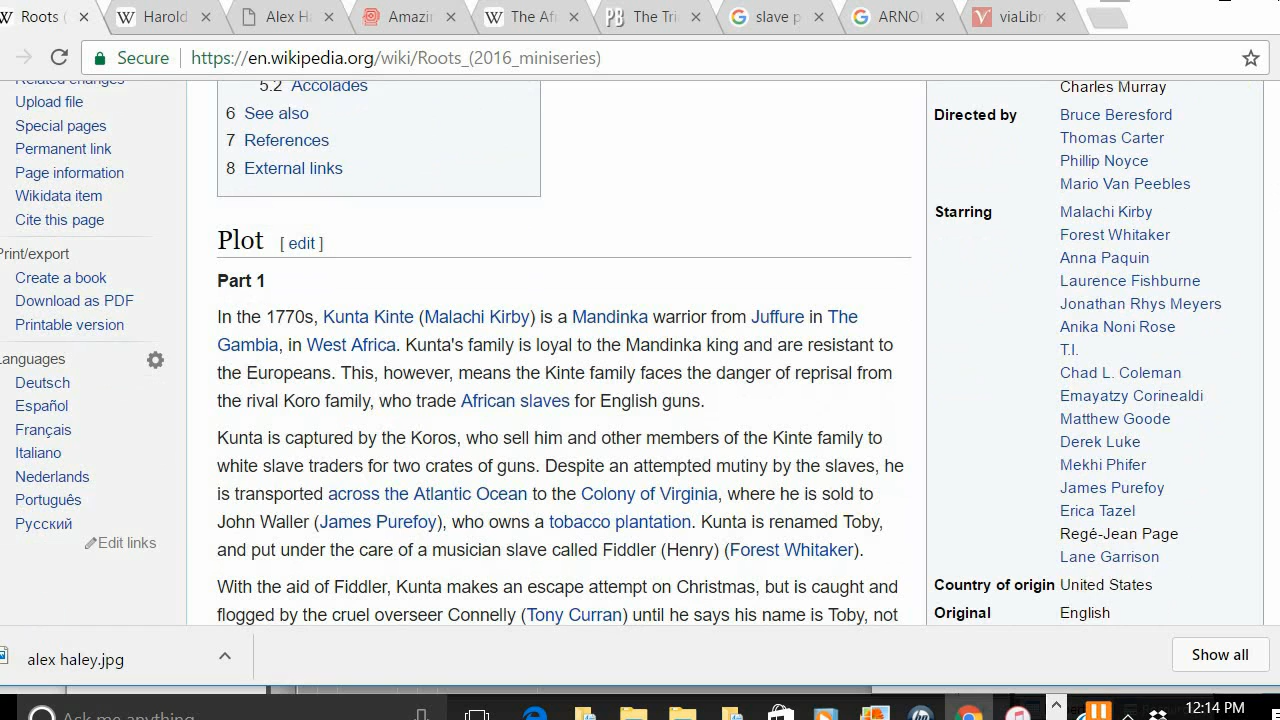 Roots (
Harold
Alex H
Amazin
The Af
The Tri
slave p
ARNO
viaLibr
Secure
https://en.wikipedia.org/wiki/Roots_(2016_miniseries)
Related changes
Upload file
Special pages
Permanent link
Page information
Wikidata item
Cite this page
Print/export
Create a book
Download as PDF
Printable version
Languages
Deutsch
Español
Français
Italiano
Nederlands
Português
Русский
Edit links
5.2 Accolades
6 See also
7 References
8 External links
Plot [ edit ]
Part 1
In the 1770s, Kunta Kinte (Malachi Kirby) is a Mandinka warrior from Juffure in The
Gambia, in West Africa. Kunta's family is loyal to the Mandinka king and are resistant to
the Europeans. This, however, means the Kinte family faces the danger of reprisal from
the rival Koro family, who trade African slaves for English guns.
Kunta is captured by the Koros, who sell him and other members of the Kinte family to
white slave traders for two crates of guns. Despite an attempted mutiny by the slaves, he
is transported across the Atlantic Ocean to the Colony of Virginia, where he is sold to
John Waller (James Purefoy), who owns a tobacco plantation. Kunta is renamed Toby,
and put under the care of a musician slave called Fiddler (Henry) (Forest Whitaker).
With the aid of Fiddler, Kunta makes an escape attempt on Christmas, but is caught and
flogged by the cruel overseer Connelly (Tony Curran) until he says his name is Toby, not
Charles Murray
Directed by Bruce Beresford
Thomas Carter
Phillip Noyce
Mario Van Peebles
Starring Malachi Kirby
Forest Whitaker
Anna Paquin
Laurence Fishburne
Jonathan Rhys Meyers
Anika Noni Rose
T.I.
Chad L. Coleman
Emayatzy Corinealdi
Matthew Goode
Derek Luke
Mekhi Phifer
James Purefoy
Erica Tazel
Regé-Jean Page
Lane Garrison
Country of origin United States
Original English
alex haley.jpg
Show all
Ask me anything
12:14 PM